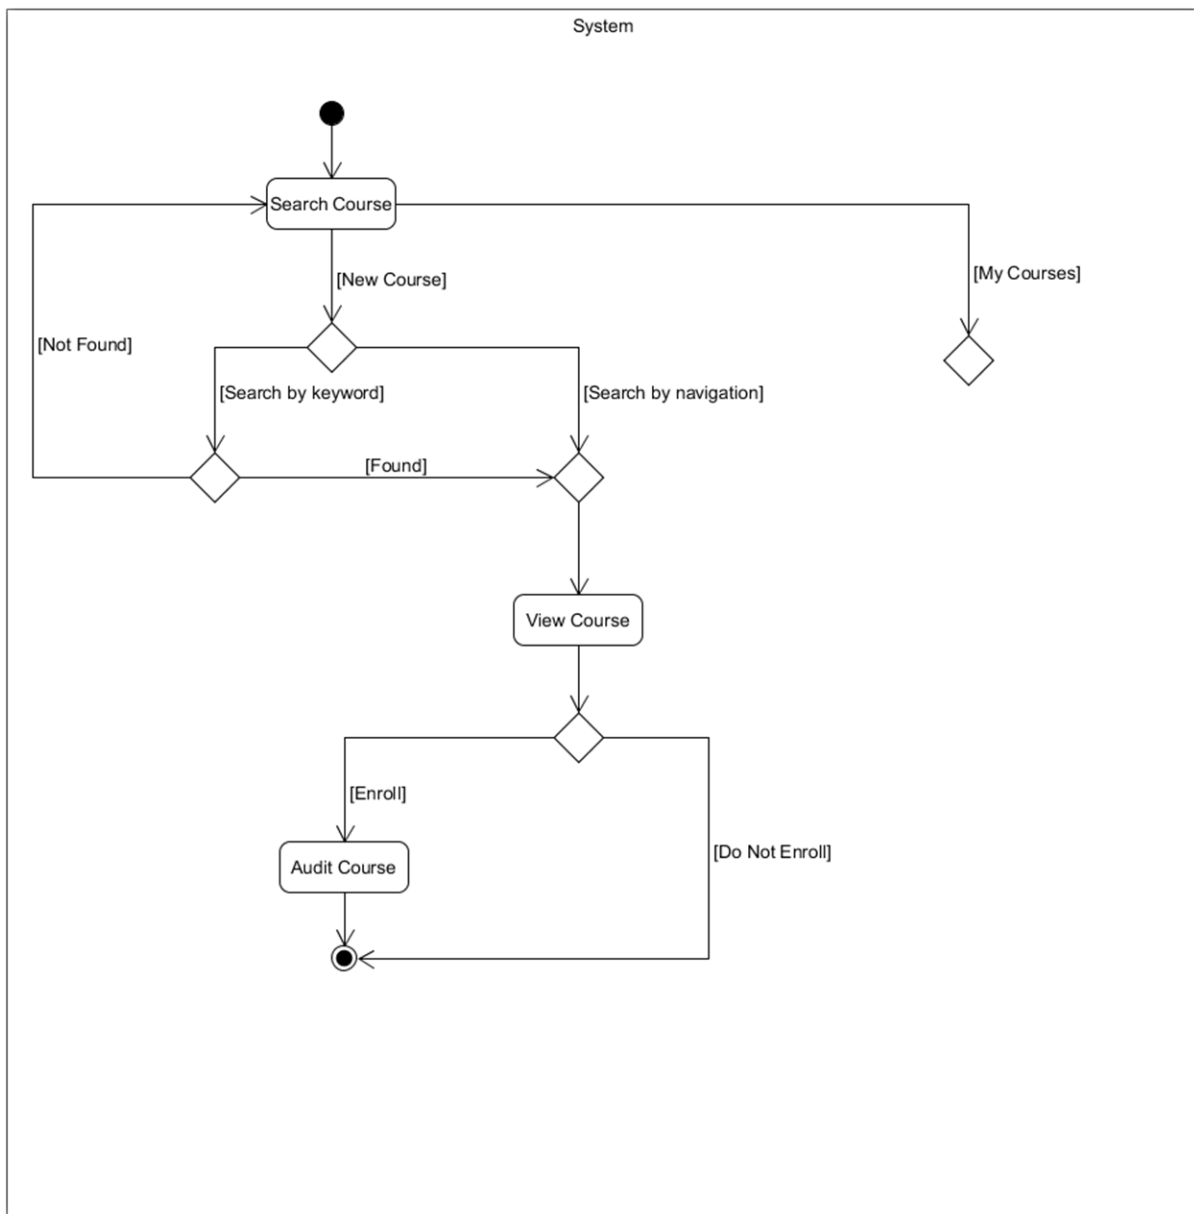 System
Search Course
[New Course]
[My Courses]
[Not Found]
[Search by keyword]
[Search by navigation]
[Found]
View Course
[Enroll]
[Do Not Enroll]
Audit Course